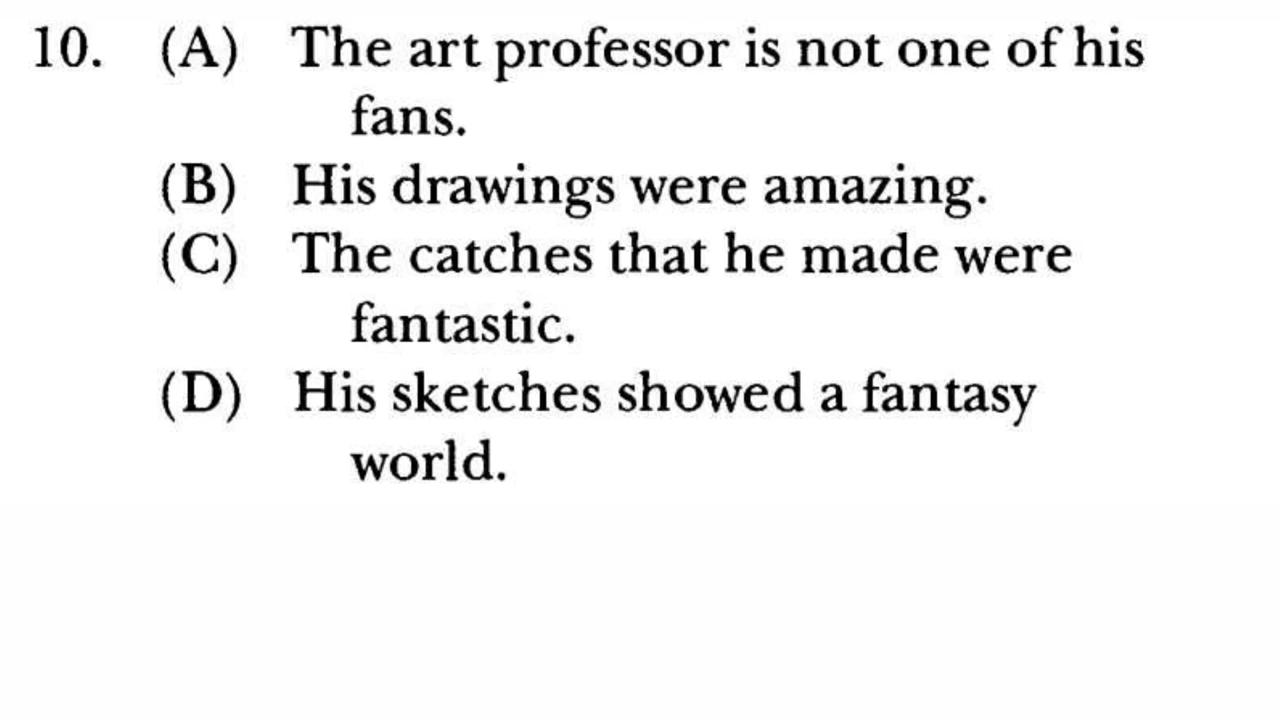 10. (A) The art professor is not one of his
fans.
(B) His drawings were amazing.
(C) The catches that he made were
fantastic.
(D) His sketches showed a fantasy
world.